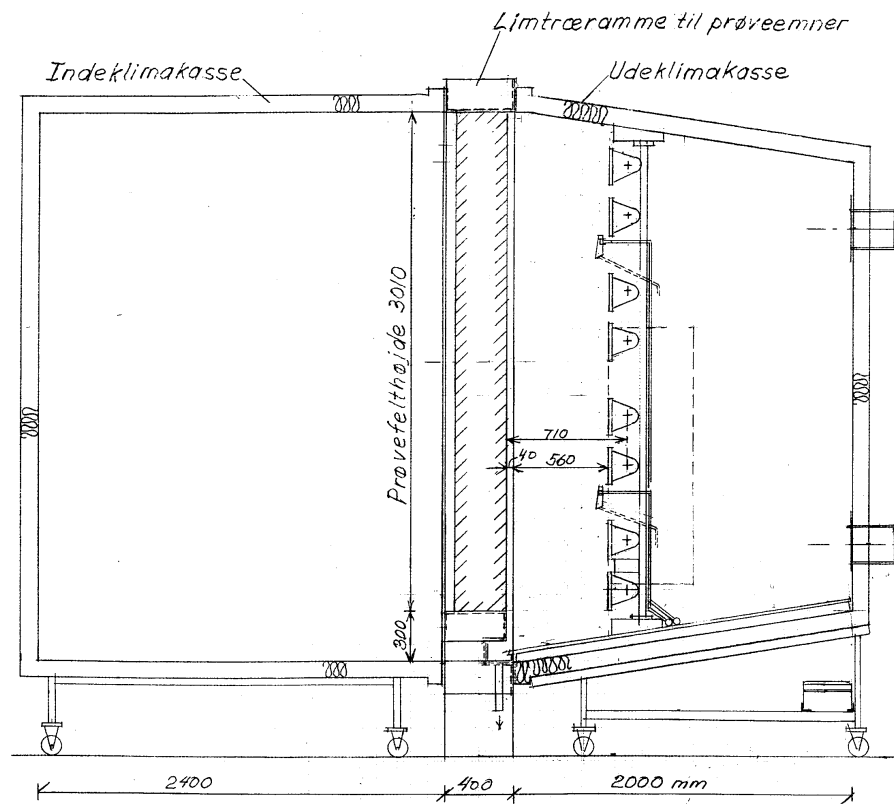 Limtræramme til prøveemner
Indeklimakasse
Udeklimakasse
Prøvefelthøjde 3010
710
40
560
300
2400
400
2000 mm